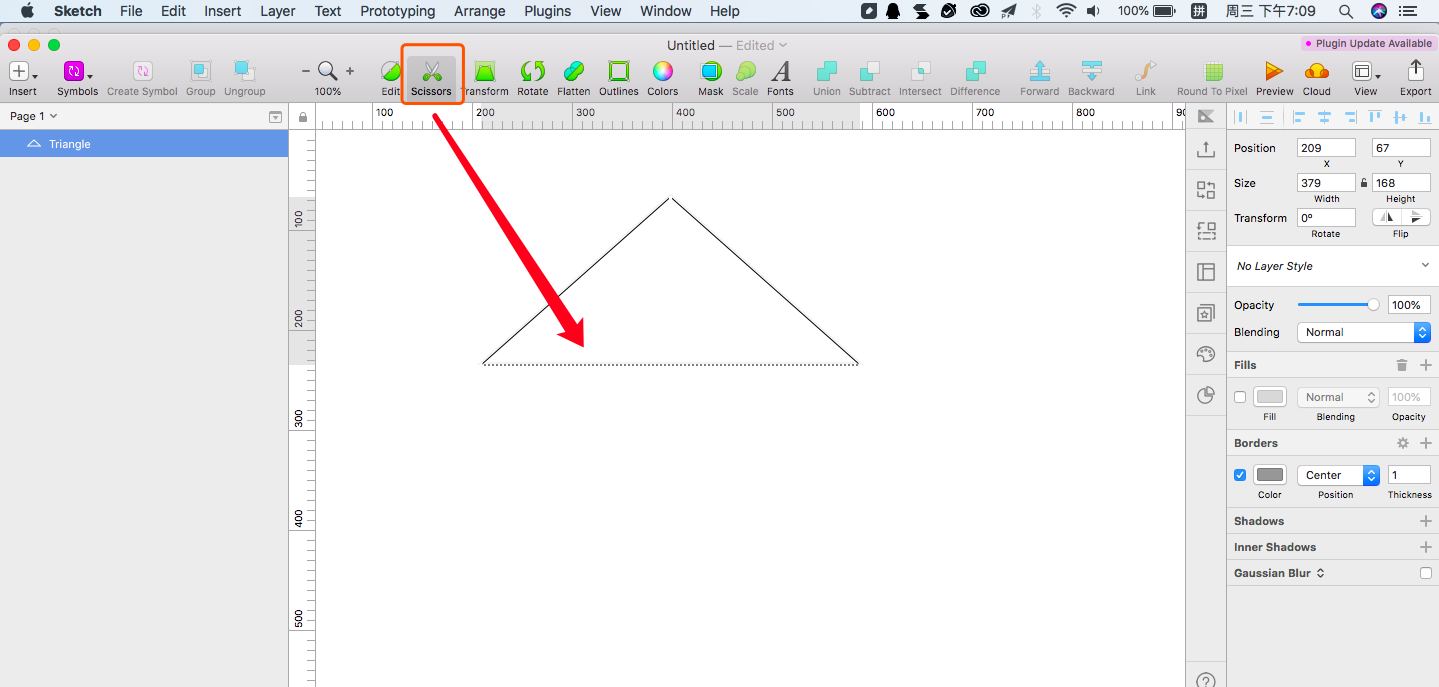 Sketch File Edit Insert Layer Text Prototyping Arrange Plugins View Window Help 100% 拼 周三 下午7:09
Untitled — Edited
Plugin Update Available
100%
Insert Symbols Create Symbol Group Ungroup Edit Scissors Transform Rotate Flatten Outlines Colors Mask Scale Fonts Union Subtract Intersect Difference Forward Backward Link Round To Pixel Preview Cloud View Export
Page 1
100 200 300 400 500 600 700 800 90
Triangle
100
200
300
400
500
Position 209 67
X Y
Size 379 168
Width Height
Transform 0º
Rotate Flip
No Layer Style
Opacity 100%
Blending Normal
Fills
Normal 100%
Fill Blending Opacity
Borders
Center 1
Color Position Thickness
Shadows
Inner Shadows
Gaussian Blur
?